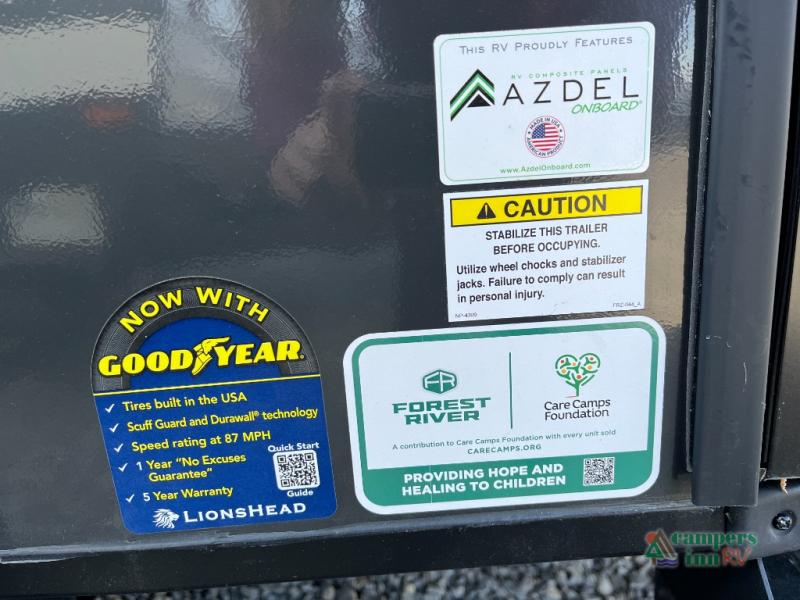 THIS RV PROUDLY FEATURES
RV COMPOSITE PANELS
AZDEL
ONBOARD®
MADE IN USA
AMERICAN PRODUCT
www.AzdelOnboard.com
CAUTION
STABILIZE THIS TRAILER
BEFORE OCCUPYING.
Utilize wheel chocks and stabilizer
jacks. Failure to comply can result
in personal injury.
NOW WITH
GOODYEAR
✓ Tires built in the USA
✓ Scuff Guard and Durawall® technology
✓ Speed rating at 87 MPH
✓ 1 Year "No Excuses
Guarantee"
✓ 5 Year Warranty
Quick Start
Guide
LIONSHEAD
FR
FOREST
RIVER
Care Camps
Foundation
A contribution to Care Camps Foundation with every unit sold
CARECAMPS.ORG
PROVIDING HOPE AND
HEALING TO CHILDREN
campers
inn RV